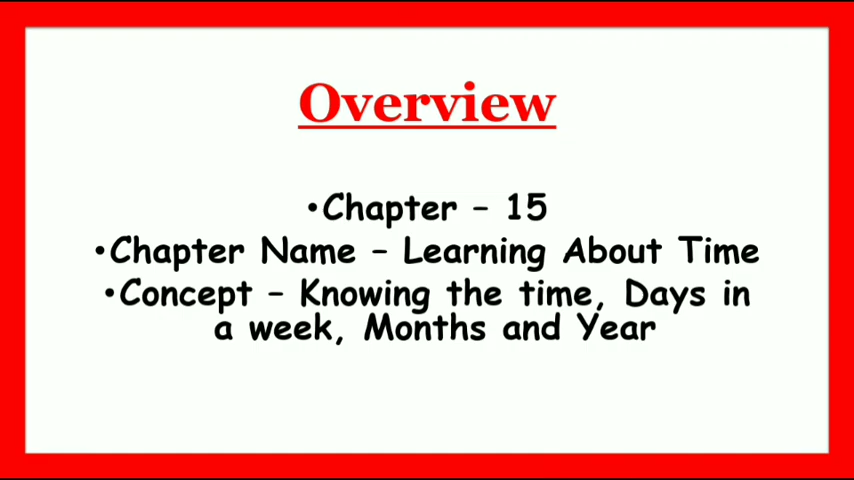 Overview
•Chapter – 15
•Chapter Name – Learning About Time
•Concept – Knowing the time, Days in
a week, Months and Year